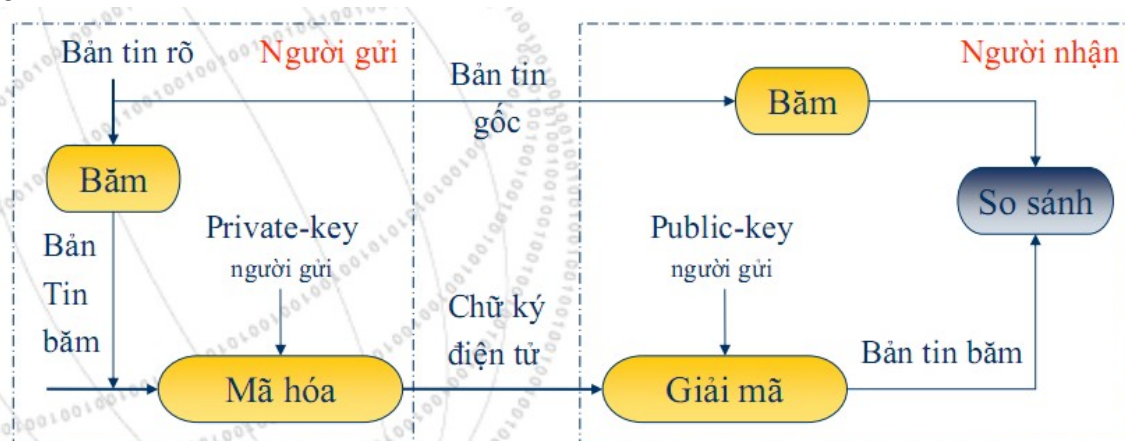 Bản tin rõ
Người gửi
Bản tin
gốc
Người nhận
Băm
Băm
So sánh
Bản
Tin
băm
Private-key
người gửi
Public-key
người gửi
Chữ ký
điện tử
Mã hóa
Giải mã
Bản tin băm